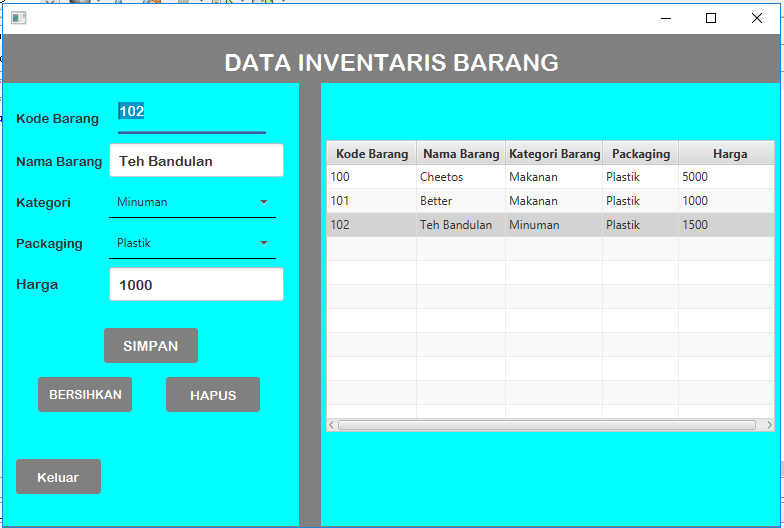 DATA INVENTARIS BARANG
Kode Barang 102
Nama Barang Teh Bandulan
Kategori Minuman
Packaging Plastik
Harga 1000
SIMPAN
BERSIHKAN HAPUS
Keluar
Kode Barang Nama Barang Kategori Barang Packaging Harga
100 Cheetos Makanan Plastik 5000
101 Better Makanan Plastik 1000
102 Teh Bandulan Minuman Plastik 1500